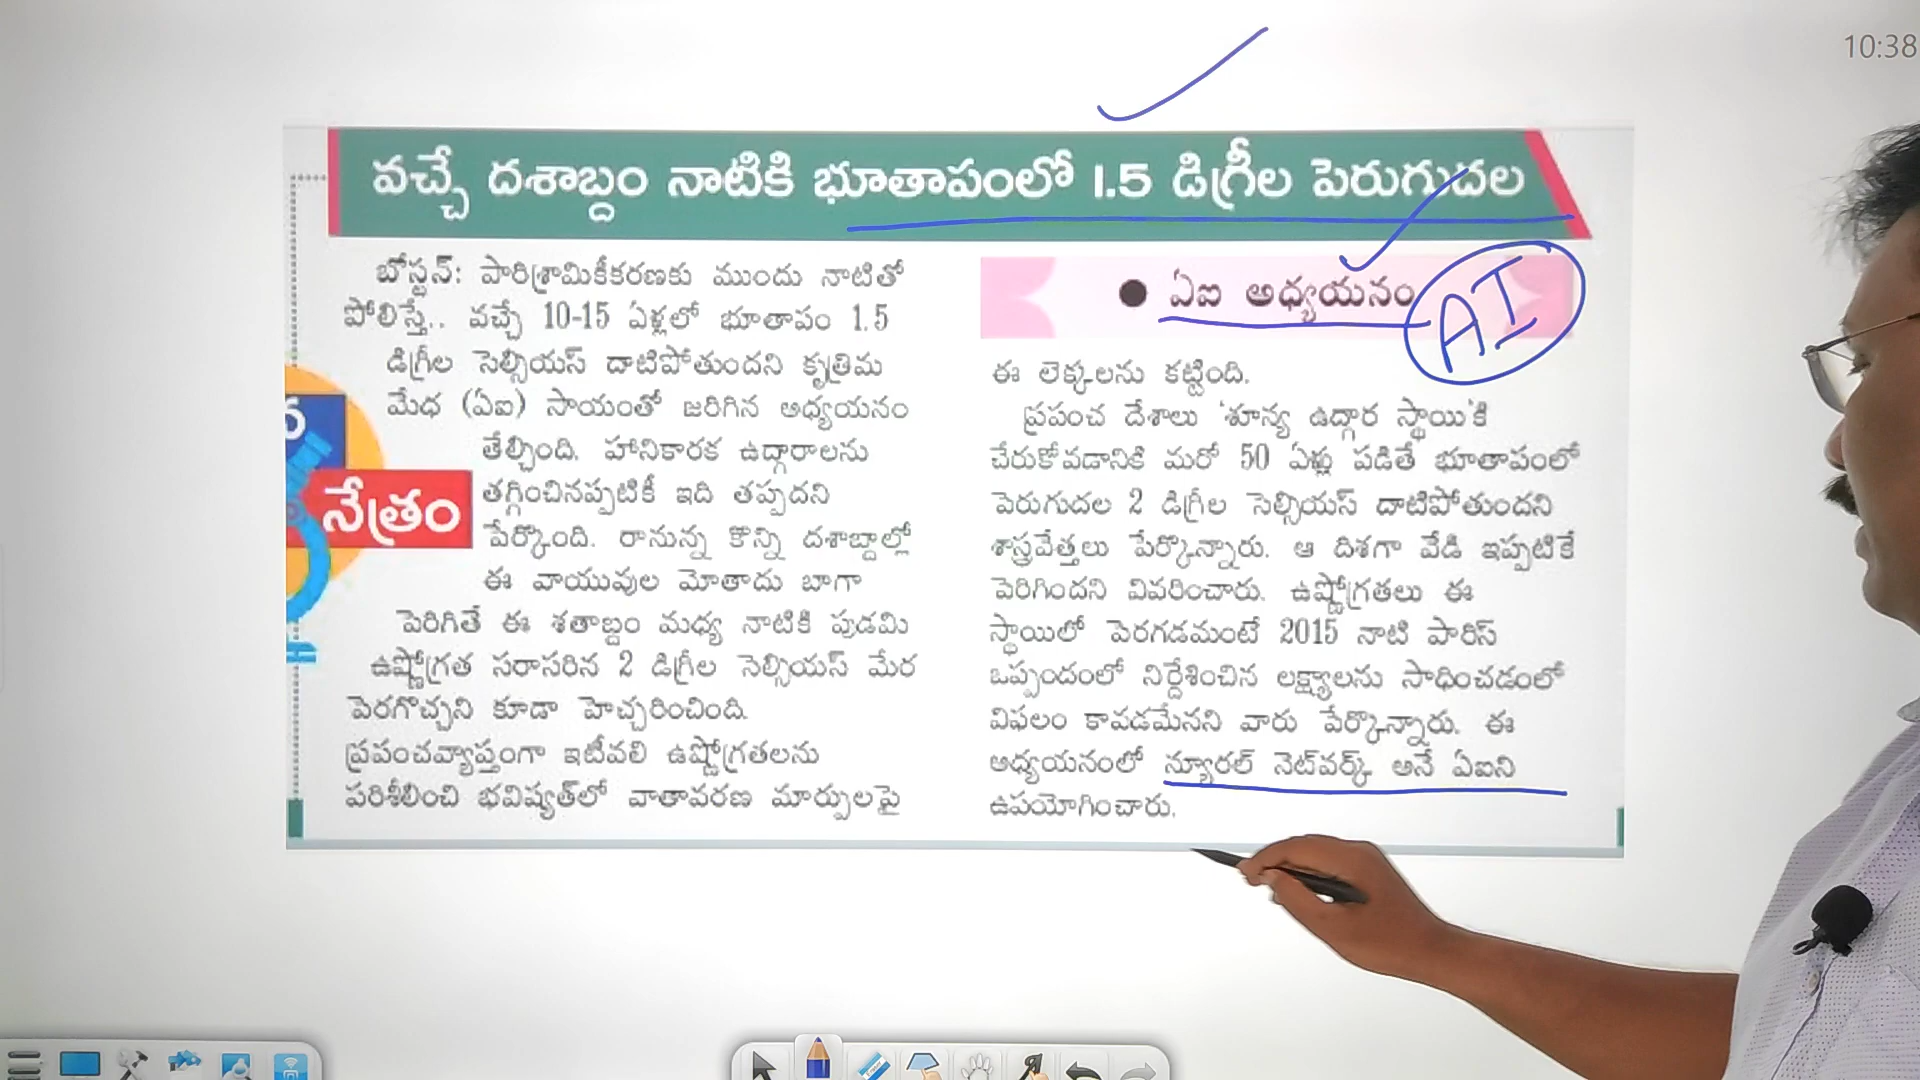 10:38
వచ్చే దశాబ్దం నాటికి భూతాపంలో 1.5 డిగ్రీల పెరుగుదల
బోస్టన్: పారిశ్రామికీకరణకు ముందు నాటితో
పోలిస్తే.. వచ్చే 10-15 ఏళ్లలో భూతాపం 1.5
డిగ్రీల సెల్సియస్ దాటిపోతుందని కృత్రిమ
మేధ (ఏఐ) సాయంతో జరిగిన అధ్యయనం
తేల్చింది. హానికారక ఉద్గారాలను
తగ్గించినప్పటికీ ఇది తప్పదని
పేర్కొంది. రానున్న కొన్ని దశాబ్దాల్లో
ఈ వాయువుల మోతాదు బాగా
పెరిగితే ఈ శతాబ్దం మధ్య నాటికి పుడమి
ఉష్ణోగ్రత సరాసరిన 2 డిగ్రీల సెల్సియస్ మేర
పెరగొచ్చని కూడా హెచ్చరించింది.
ప్రపంచవ్యాప్తంగా ఇటీవలి ఉష్ణోగ్రతలను
పరిశీలించి భవిష్యత్‌లో వాతావరణ మార్పులపై
నేత్రం
● ఏఐ అధ్యయనం
AI
ఈ లెక్కలను కట్టింది.
ప్రపంచ దేశాలు ‘శూన్య ఉద్గార స్థాయి’కి
చేరుకోవడానికి మరో 50 ఏళ్లు పడితే భూతాపంలో
పెరుగుదల 2 డిగ్రీల సెల్సియస్ దాటిపోతుందని
శాస్త్రవేత్తలు పేర్కొన్నారు. ఆ దిశగా వేడి ఇప్పటికే
పెరిగిందని వివరించారు. ఉష్ణోగ్రతలు ఈ
స్థాయిలో పెరగడమంటే 2015 నాటి పారిస్
ఒప్పందంలో నిర్దేశించిన లక్ష్యాలను సాధించడంలో
విఫలం కావడమేనని వారు పేర్కొన్నారు. ఈ
అధ్యయనంలో న్యూరల్ నెట్‌వర్క్ అనే ఏఐని
ఉపయోగించారు.